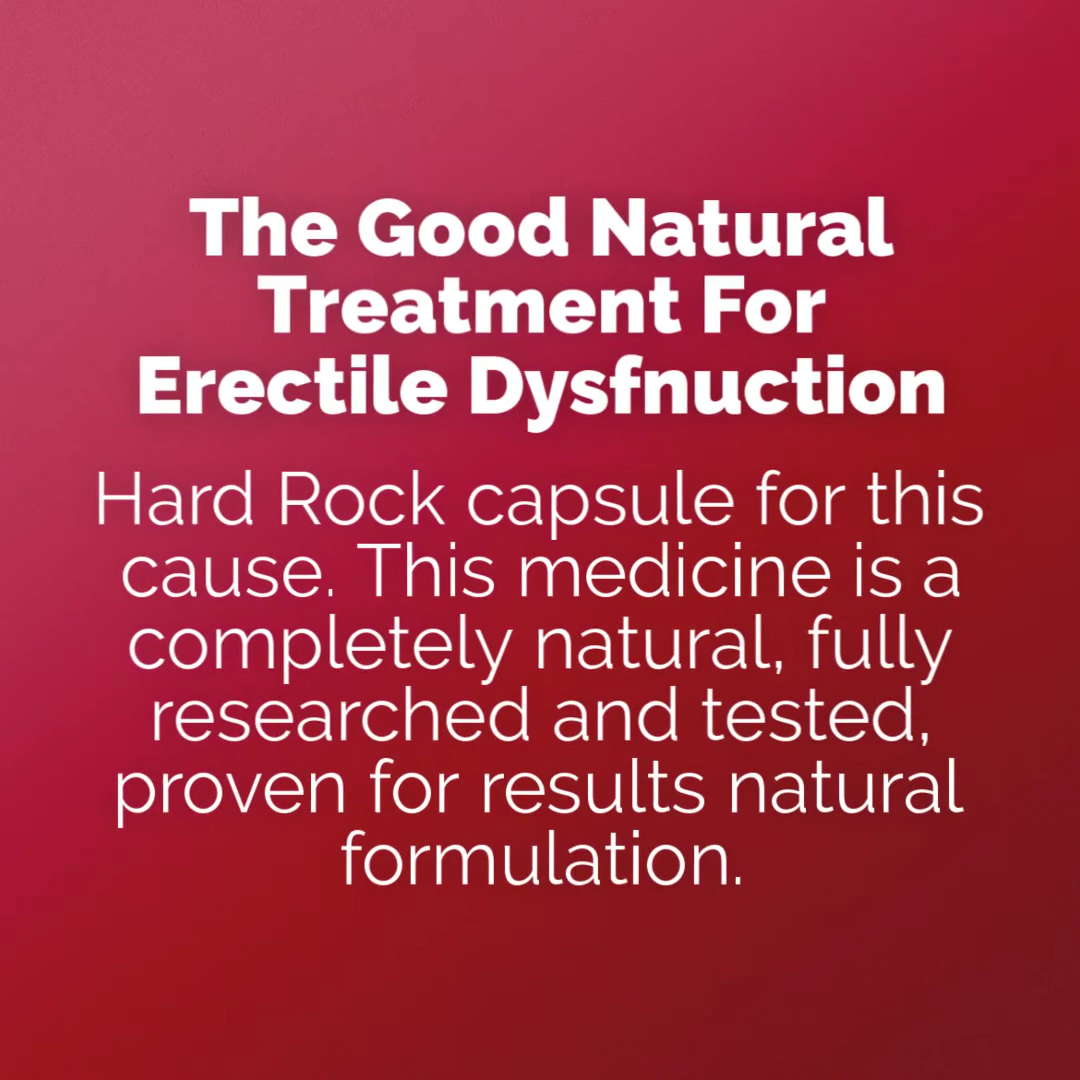 The Good Natural
Treatment For
Erectile Dysfnuction
Hard Rock capsule for this
cause. This medicine is a
completely natural, fully
researched and tested,
proven for results natural
formulation.